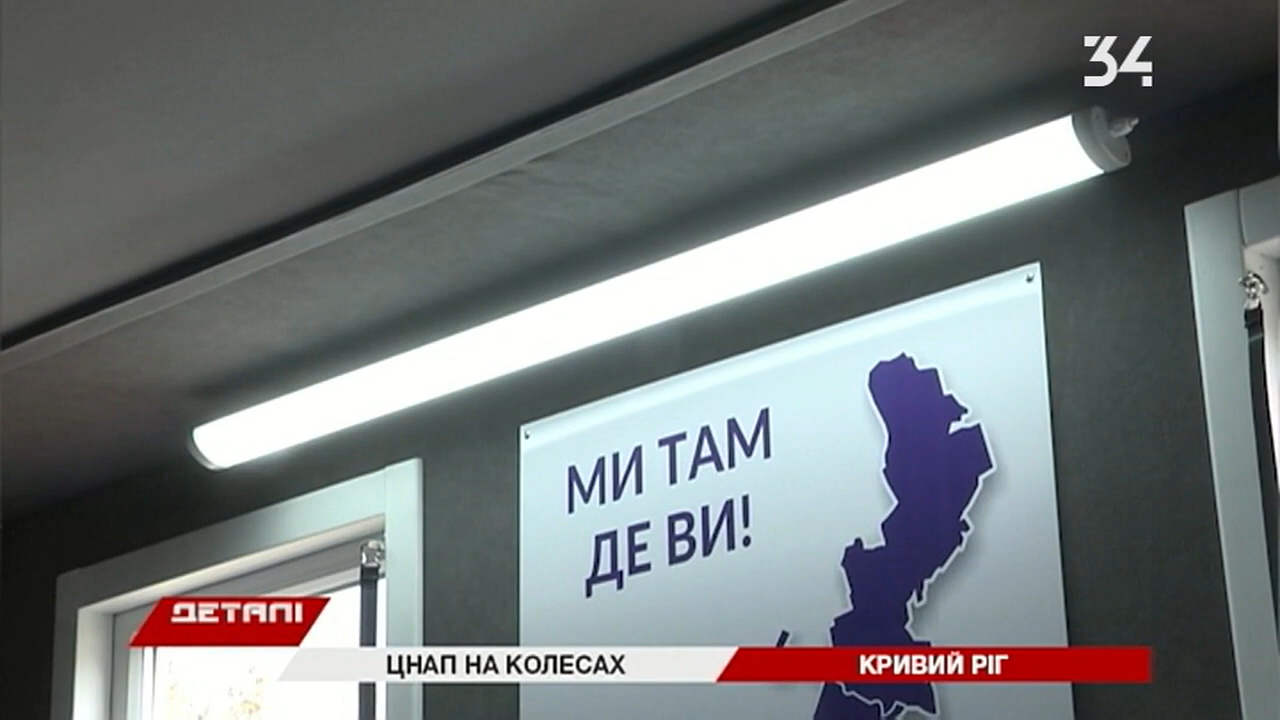 34
МИ ТАМ
ДЕ ВИ!
ДЕТАЛІ
ЦНАП НА КОЛЕСАХ
КРИВИЙ РІГ